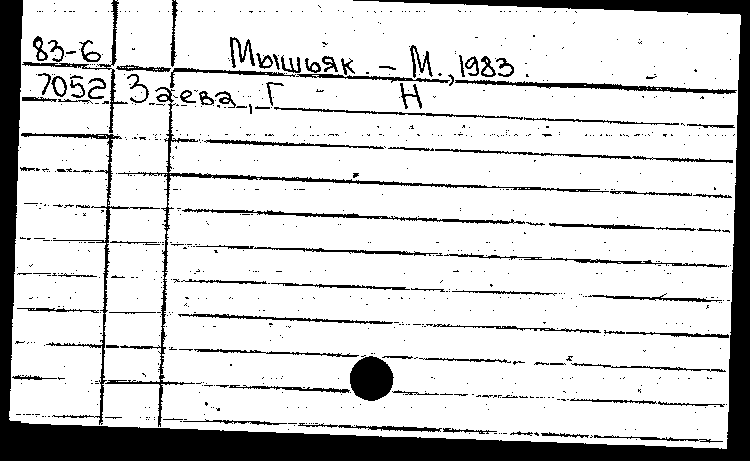 83-6 Мышьяк. – М., 1983.
7052 Заева, Г Н